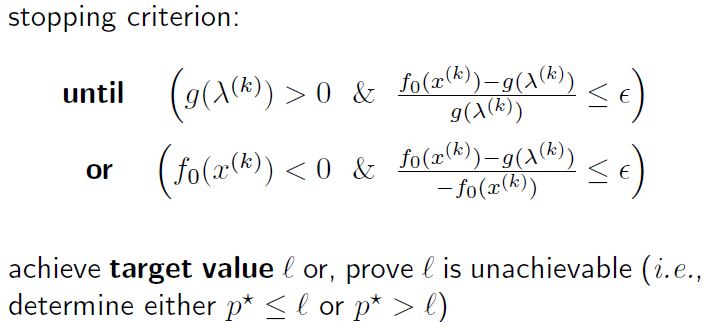 stopping criterion:
until (g(λ^(k)) > 0 & (f₀(x^(k))−g(λ^(k)))/g(λ^(k)) ≤ ϵ)
or (f₀(x^(k)) < 0 & (f₀(x^(k))−g(λ^(k)))/−f₀(x^(k)) ≤ ϵ)
achieve target value ℓ or, prove ℓ is unachievable (i.e.,
determine either p⋆ ≤ ℓ or p⋆ > ℓ)